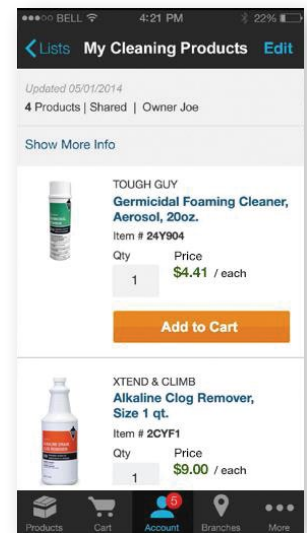 BELL 4:21 PM 22%
Lists My Cleaning Products Edit
Updated 05/01/2014
4 Products | Shared | Owner Joe
Show More Info
TOUGH GUY
Germicidal Foaming Cleaner,
Aerosol, 20oz.
Item # 24Y904
Qty Price
1 $4.41 / each
Add to Cart
XTEND & CLIMB
Alkaline Clog Remover,
Size 1 qt.
Item # 2CYF1
Qty Price
1 $9.00 / each
5
Products Cart Account Branches More